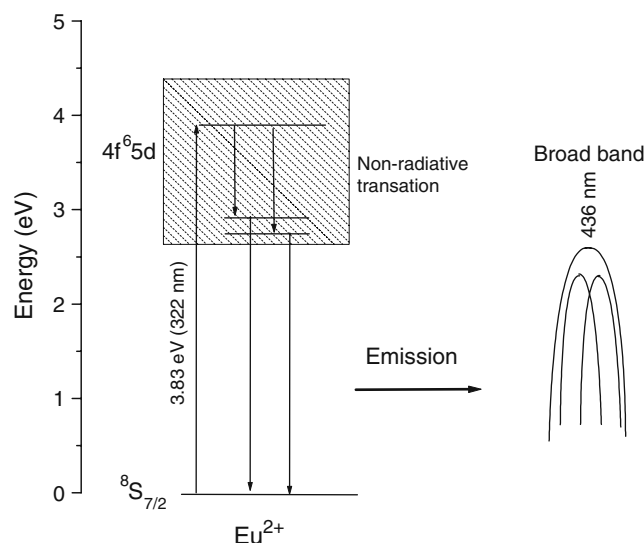 5
4
3
2
1
0
Energy (eV)
4f⁶5d
⁸S₇/₂
3.83 eV (322 nm)
Non-radiative
transation
Eu²⁺
Emission
Broad band
436 nm